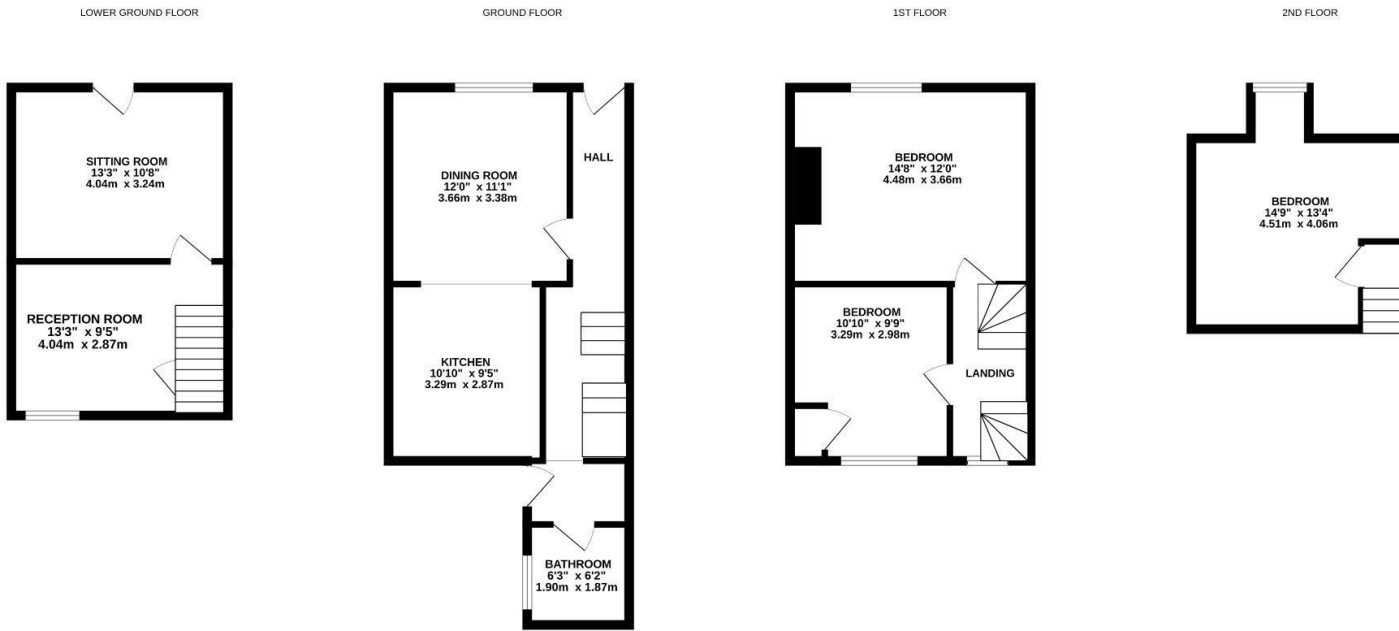 LOWER GROUND FLOOR
GROUND FLOOR
1ST FLOOR
2ND FLOOR
SITTING ROOM
13'3" x 10'8"
4.04m x 3.24m
RECEPTION ROOM
13'3" x 9'5"
4.04m x 2.87m
HALL
DINING ROOM
12'0" x 11'1"
3.66m x 3.38m
KITCHEN
10'10" x 9'5"
3.29m x 2.87m
BATHROOM
6'3" x 6'2"
1.90m x 1.87m
BEDROOM
14'8" x 12'0"
4.48m x 3.66m
BEDROOM
10'10" x 9'9"
3.29m x 2.98m
LANDING
BEDROOM
14'9" x 13'4"
4.51m x 4.06m